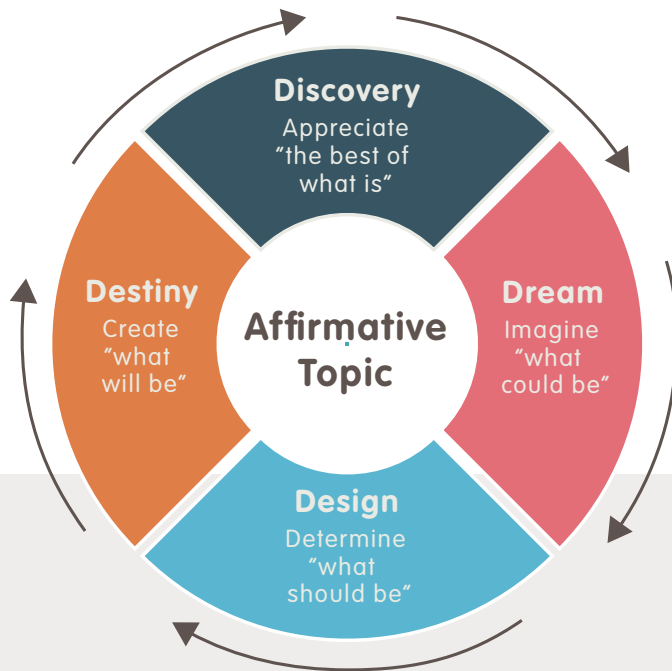 Discovery
Appreciate
"the best of
what is"
Dream
Imagine
"what
could be"
Design
Determine
"what
should be"
Destiny
Create
"what
will be"
Affirmative
Topic